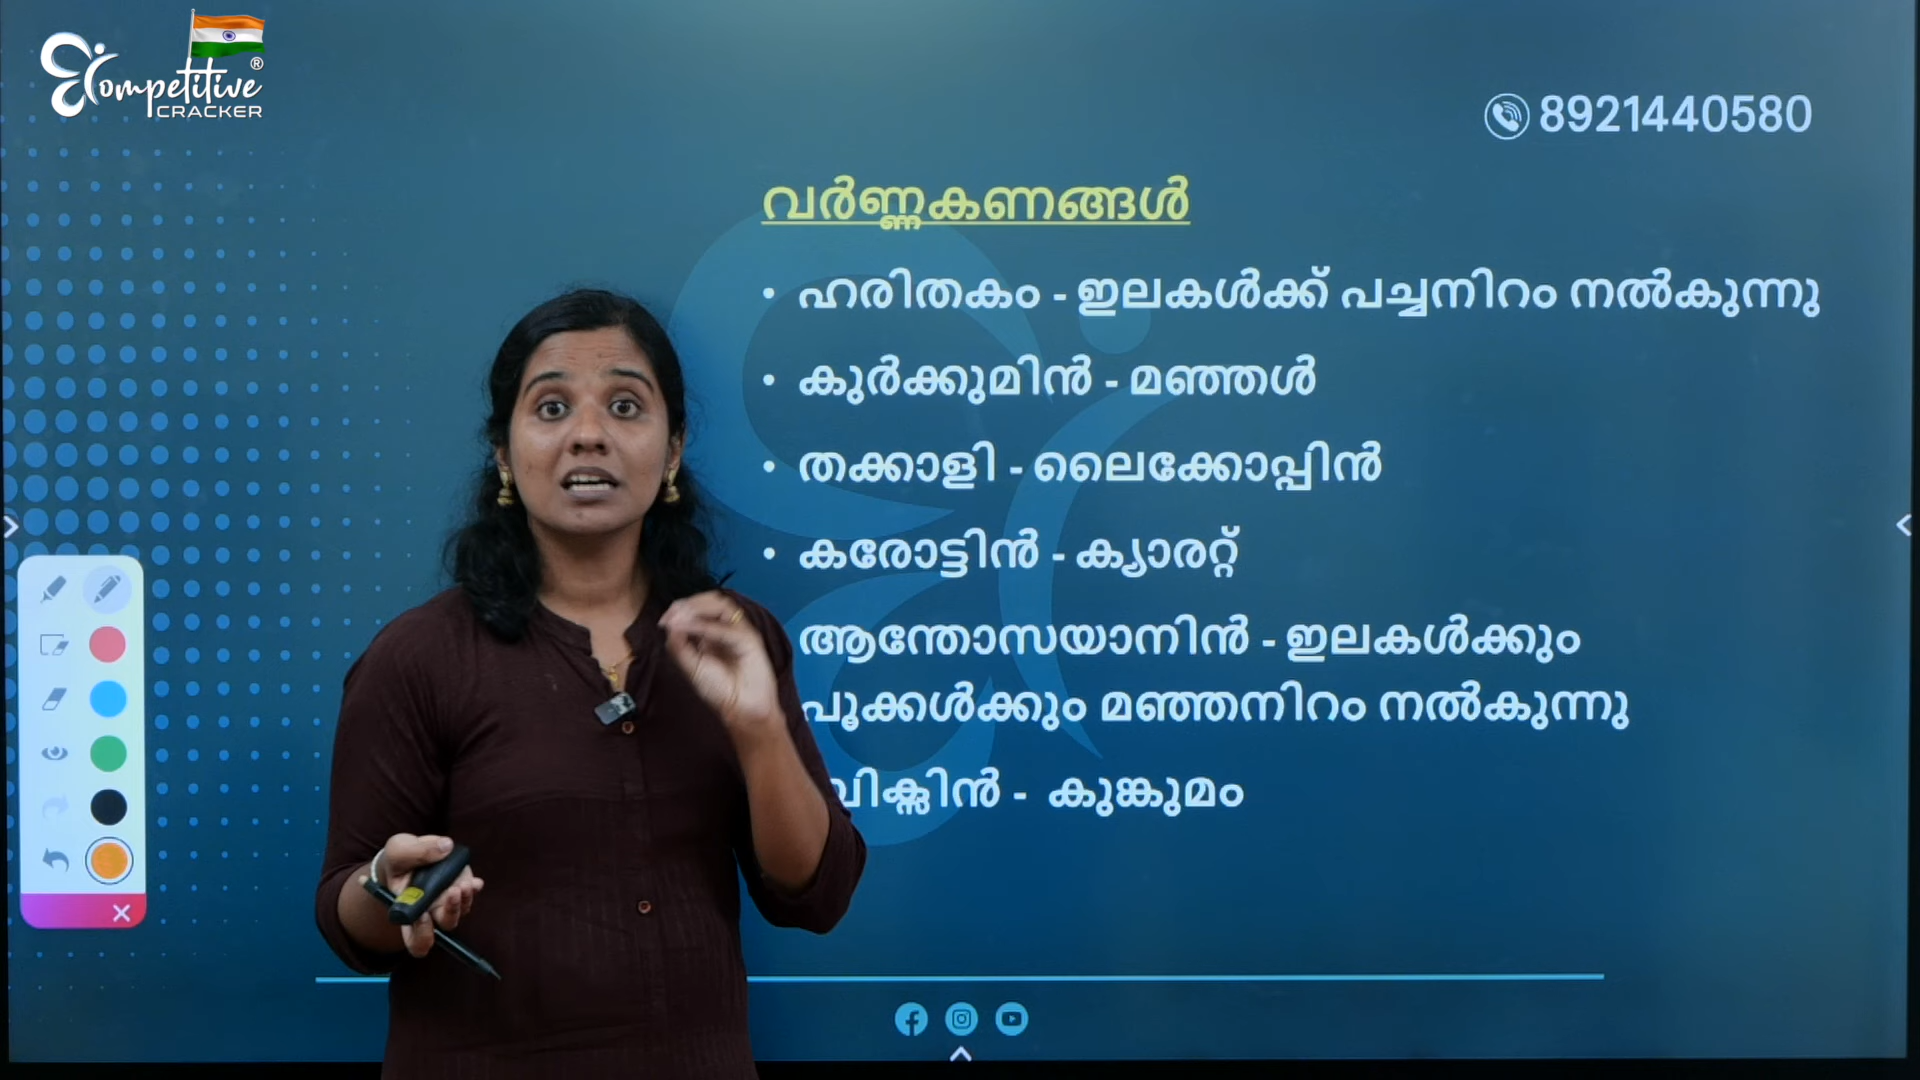 Competitive®
CRACKER
8921440580
വർണ്ണകണങ്ങൾ
• ഹരിതകം - ഇലകൾക്ക് പച്ചനിറം നൽകുന്നു
• കുർക്കുമിൻ - മഞ്ഞൾ
• തക്കാളി - ലൈക്കോപ്പിൻ
• കരോട്ടിൻ - ക്യാരറ്റ്
ആന്തോസയാനിൻ - ഇലകൾക്കും
പൂക്കൾക്കും മഞ്ഞനിറം നൽകുന്നു
ബിക്സിൻ - കുങ്കുമം